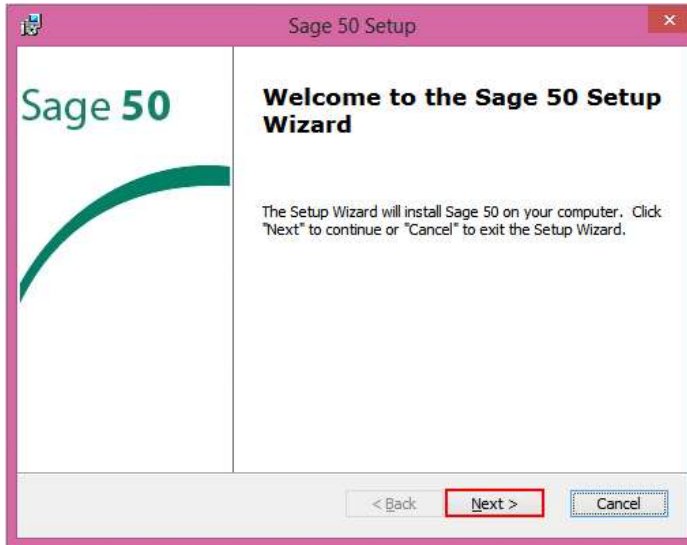 Sage 50 Setup
Sage 50
Welcome to the Sage 50 Setup
Wizard
The Setup Wizard will install Sage 50 on your computer. Click
"Next" to continue or "Cancel" to exit the Setup Wizard.
< Back
Next >
Cancel